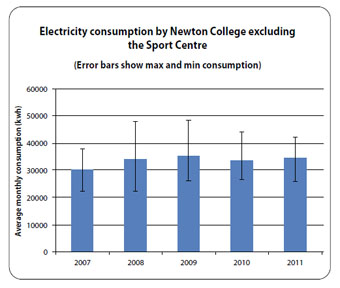 Electricity consumption by Newton College excluding
the Sport Centre
(Error bars show max and min consumption)
Average monthly consumption (kwh)
60000
50000
40000
30000
20000
10000
0
2007 2008 2009 2010 2011